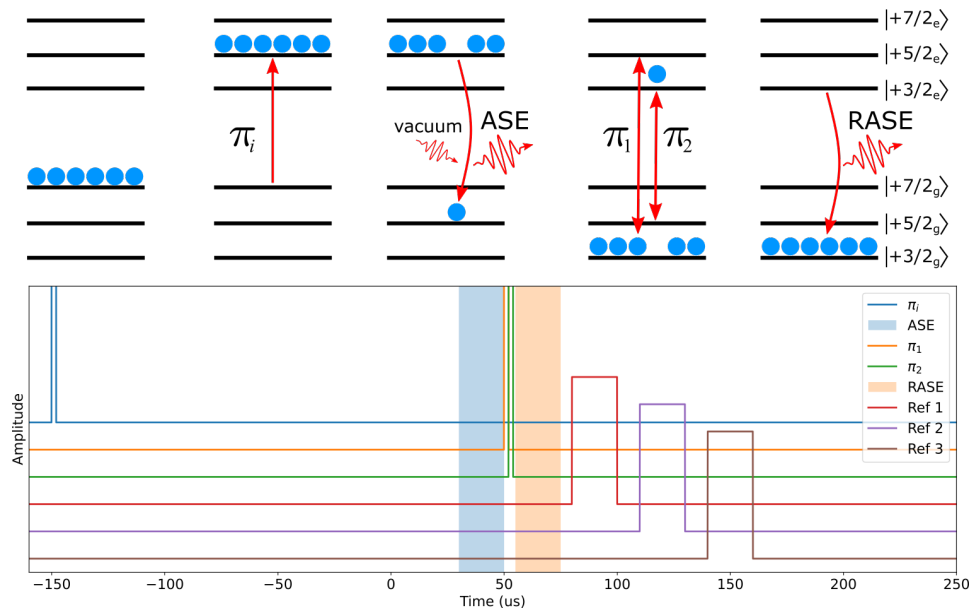 |+7/2e⟩
|+5/2e⟩
|+3/2e⟩
πi
vacuum
ASE
π1
π2
RASE
|+7/2g⟩
|+5/2g⟩
|+3/2g⟩
πi
ASE
π1
π2
RASE
Ref 1
Ref 2
Ref 3
Amplitude
−150
−100
−50
0
50
100
150
200
250
Time (us)